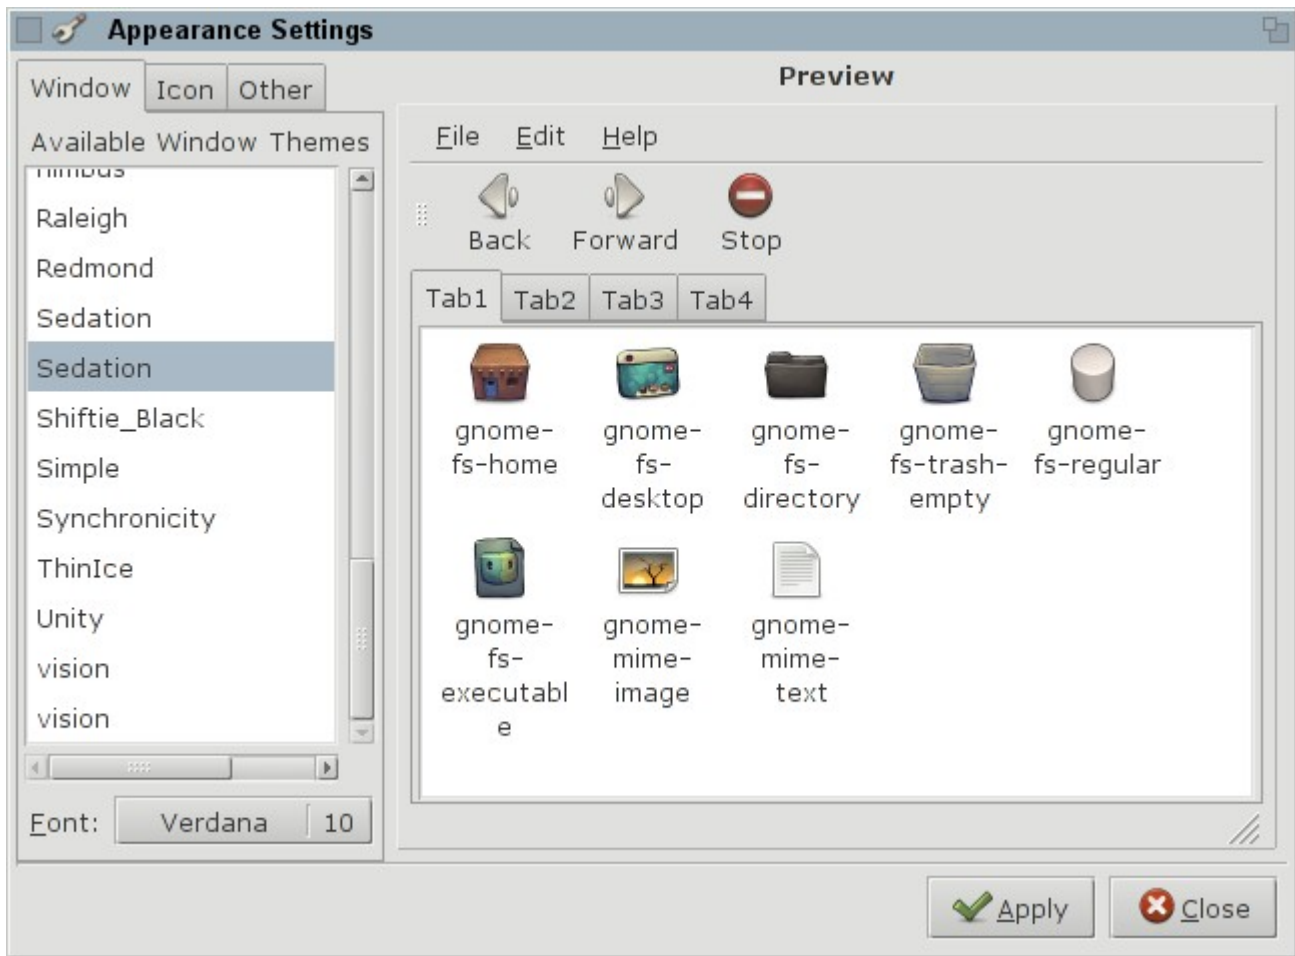 Appearance Settings
Window Icon Other
Available Window Themes
nimbus
Raleigh
Redmond
Sedation
Sedation
Shiftie_Black
Simple
Synchronicity
ThinIce
Unity
vision
vision
Font: Verdana 10
Preview
File Edit Help
Back Forward Stop
Tab1 Tab2 Tab3 Tab4
gnome- gnome- gnome- gnome- gnome-
fs-home fs- fs- fs-trash- fs-regular
desktop directory empty
gnome- gnome- gnome-
fs- mime- mime-
executabl image text
e
Apply Close